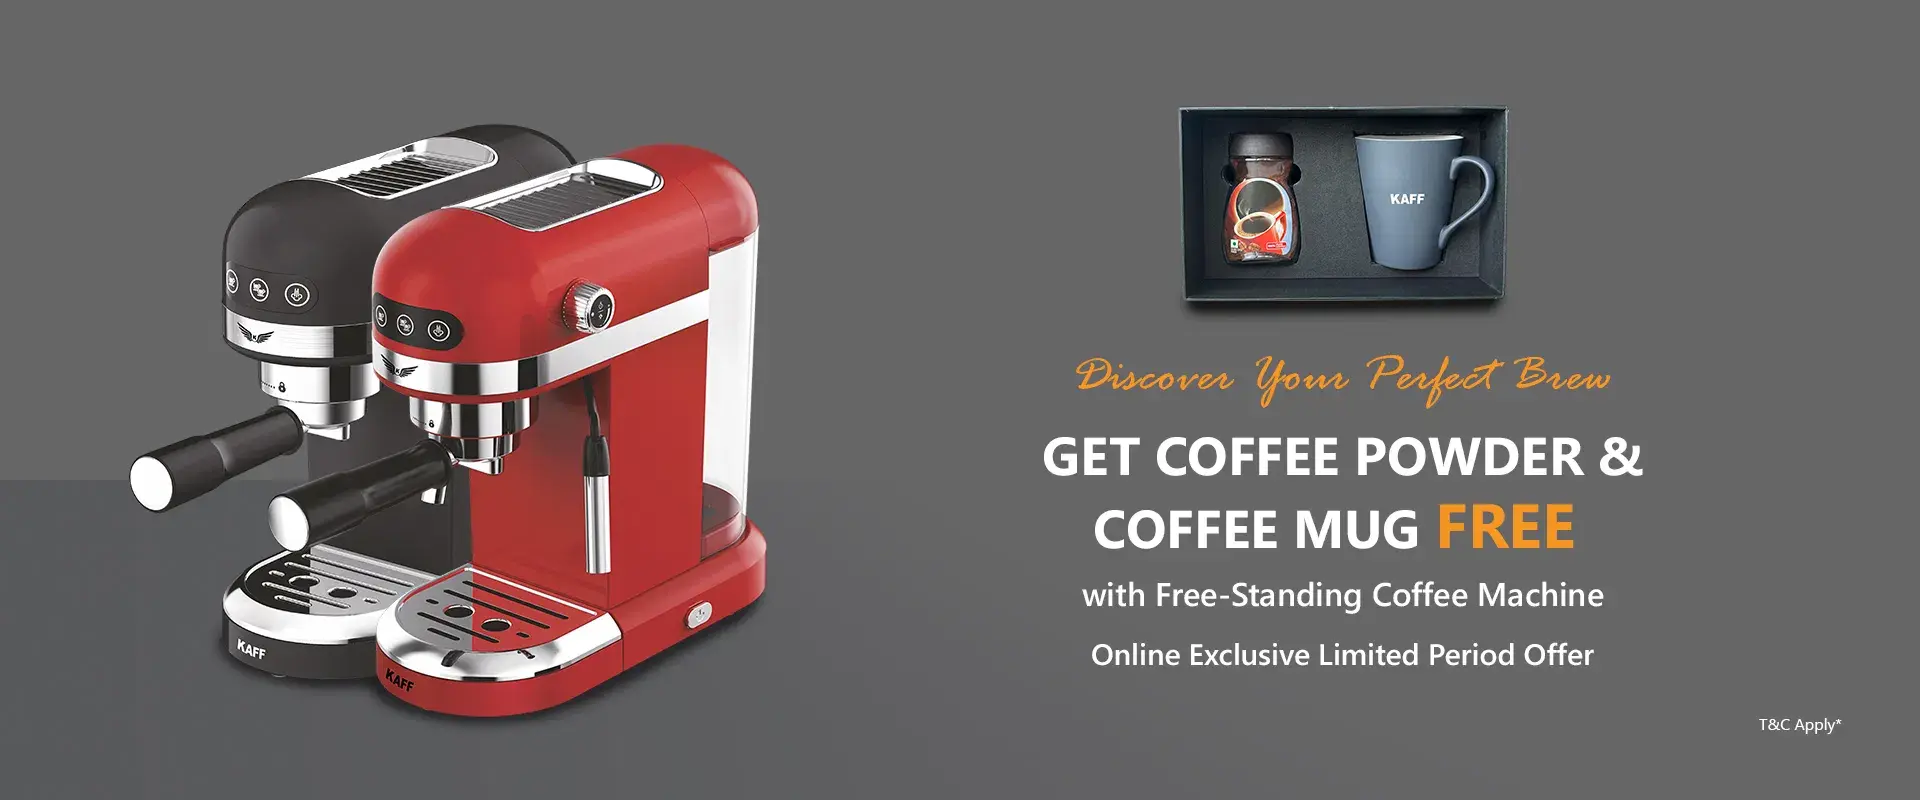 KAFF
Discover Your Perfect Brew
GET COFFEE POWDER &
COFFEE MUG FREE
with Free-Standing Coffee Machine
Online Exclusive Limited Period Offer
T&C Apply*
KAFF
KAFF